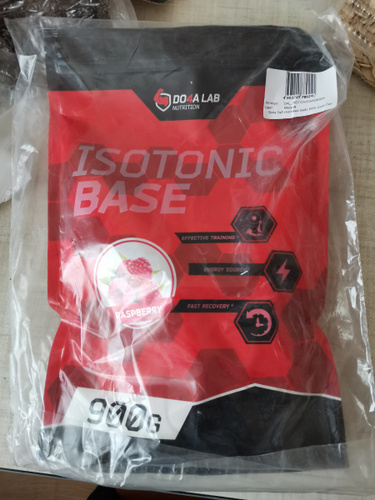 DO4A LAB
NUTRITION
ISOTONIC
BASE
EFFECTIVE TRAINING *
ENERGY SOURCE
FAST RECOVERY *
RASPBERRY
900G